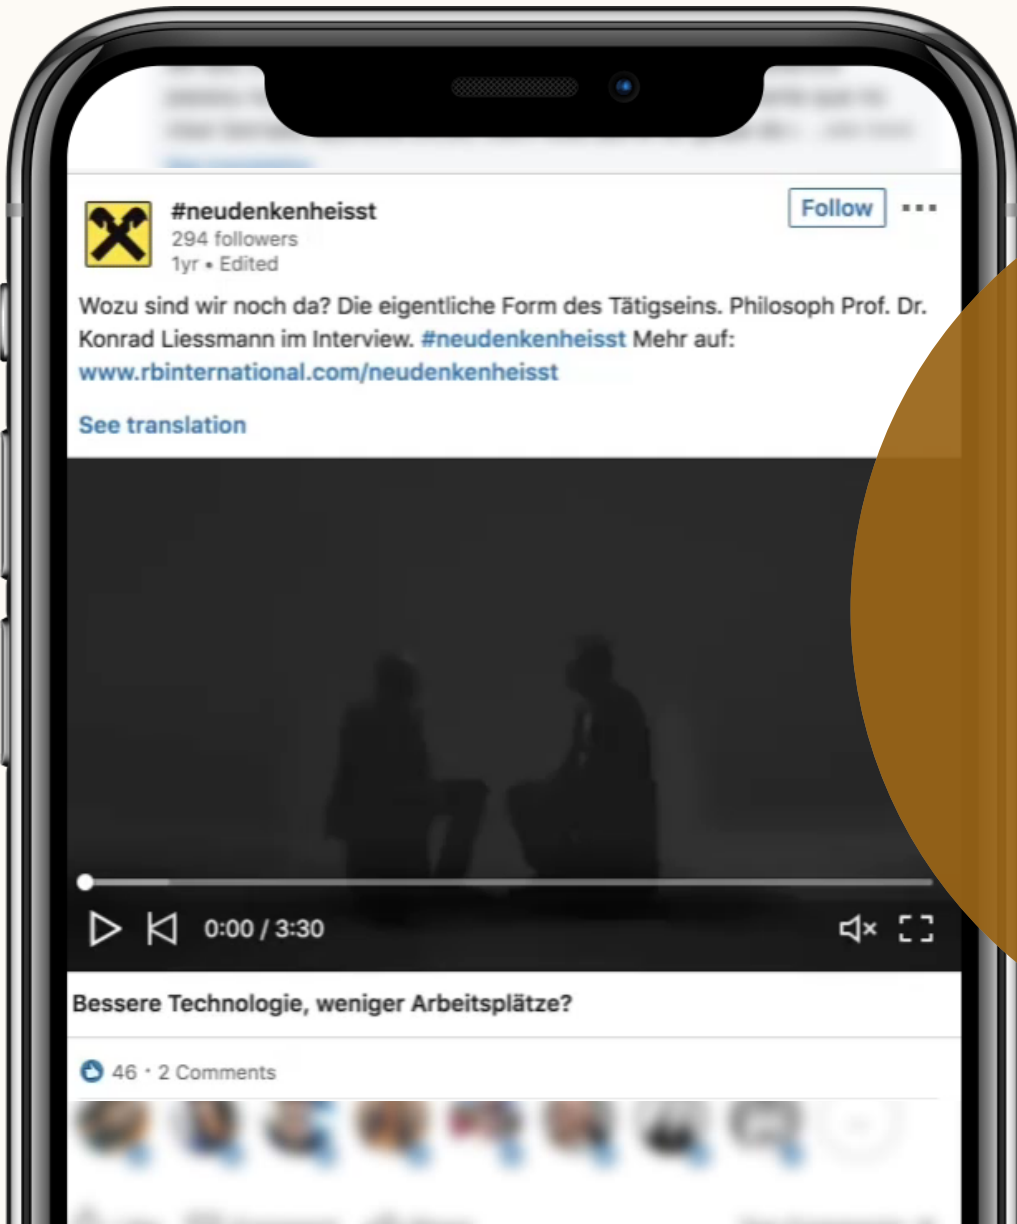 #neudenkenheisst
Follow
294 followers
1yr • Edited
Wozu sind wir noch da? Die eigentliche Form des Tätigseins. Philosoph Prof. Dr.
Konrad Liessmann im Interview. #neudenkenheisst Mehr auf:
www.rbinternational.com/neudenkenheisst
See translation
0:00 / 3:30
Bessere Technologie, weniger Arbeitsplätze?
46 · 2 Comments